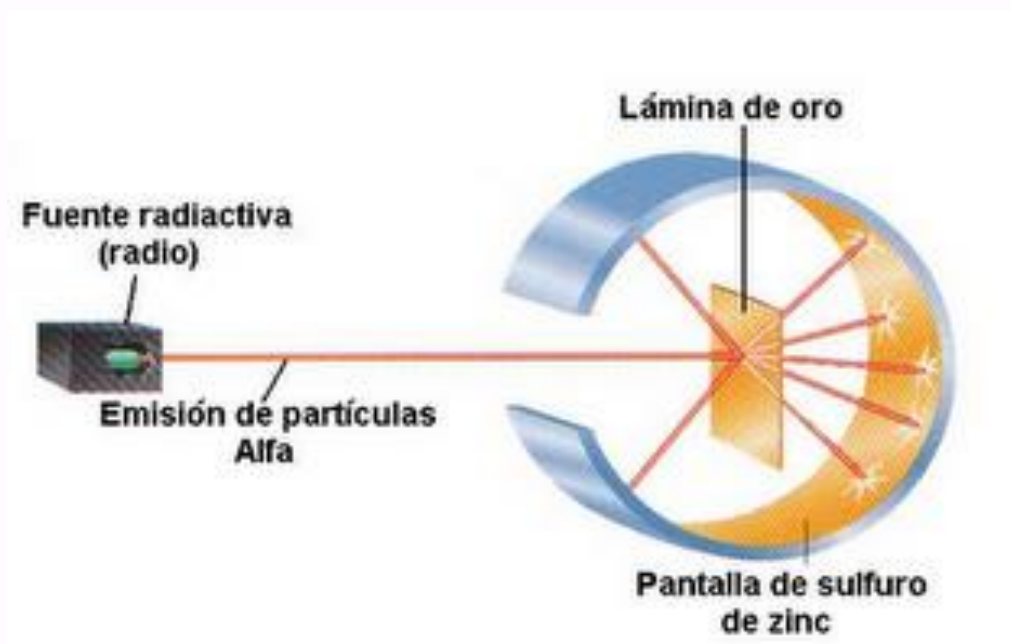 Lámina de oro
Fuente radiactiva
(radio)
Emisión de partículas
Alfa
Pantalla de sulfuro
de zinc